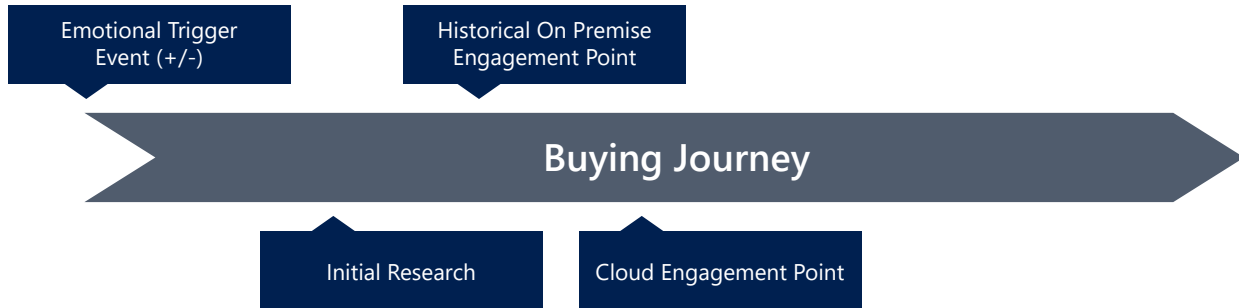 Emotional Trigger
Event (+/-)
Historical On Premise
Engagement Point
Buying Journey
Initial Research
Cloud Engagement Point